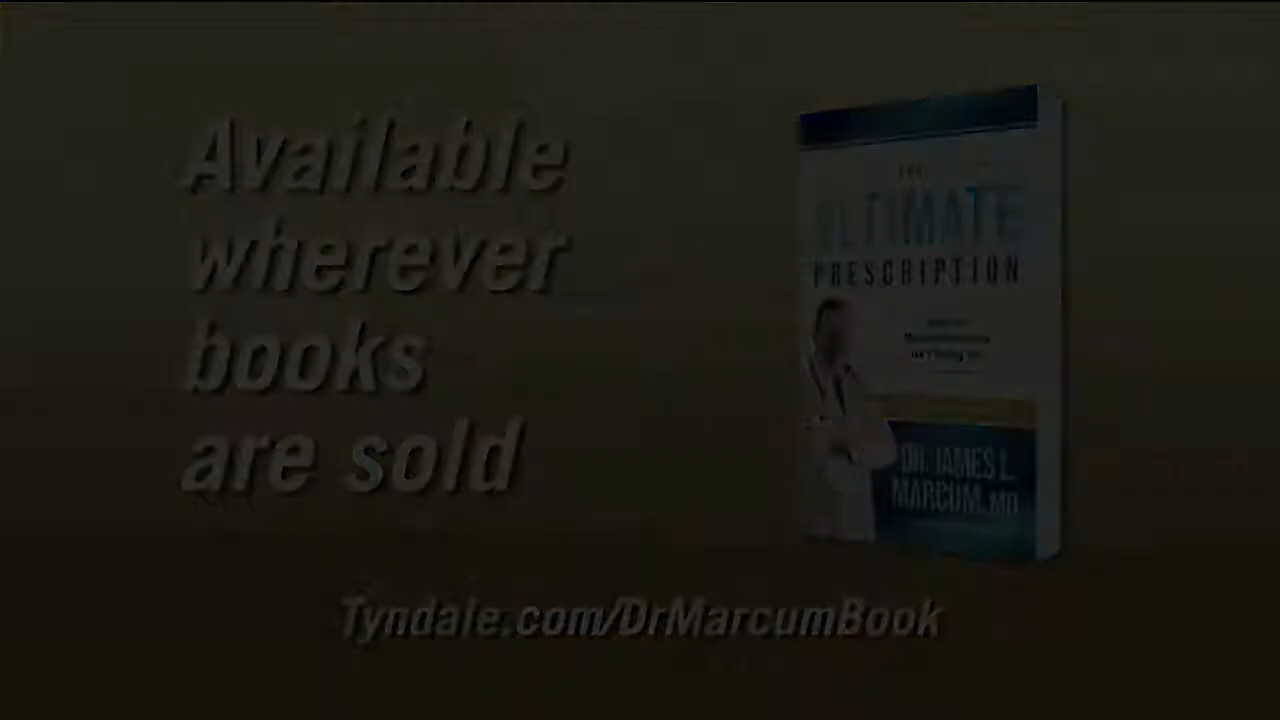 Available
wherever
books
are sold
THE
ULTIMATE
PRESCRIPTION
DR. JAMES L.
MARCUM, MD
Tyndale.com/DrMarcumBook